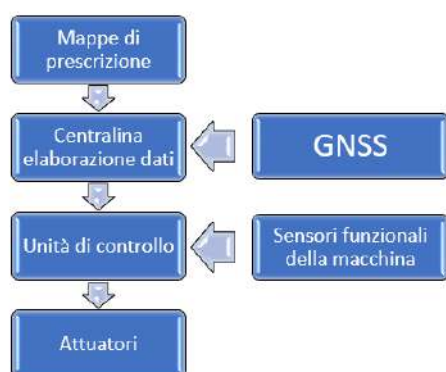 Mappe di
prescrizione
Centralina
elaborazione dati
GNSS
Unità di controllo
Sensori funzionali
della macchina
Attuatori